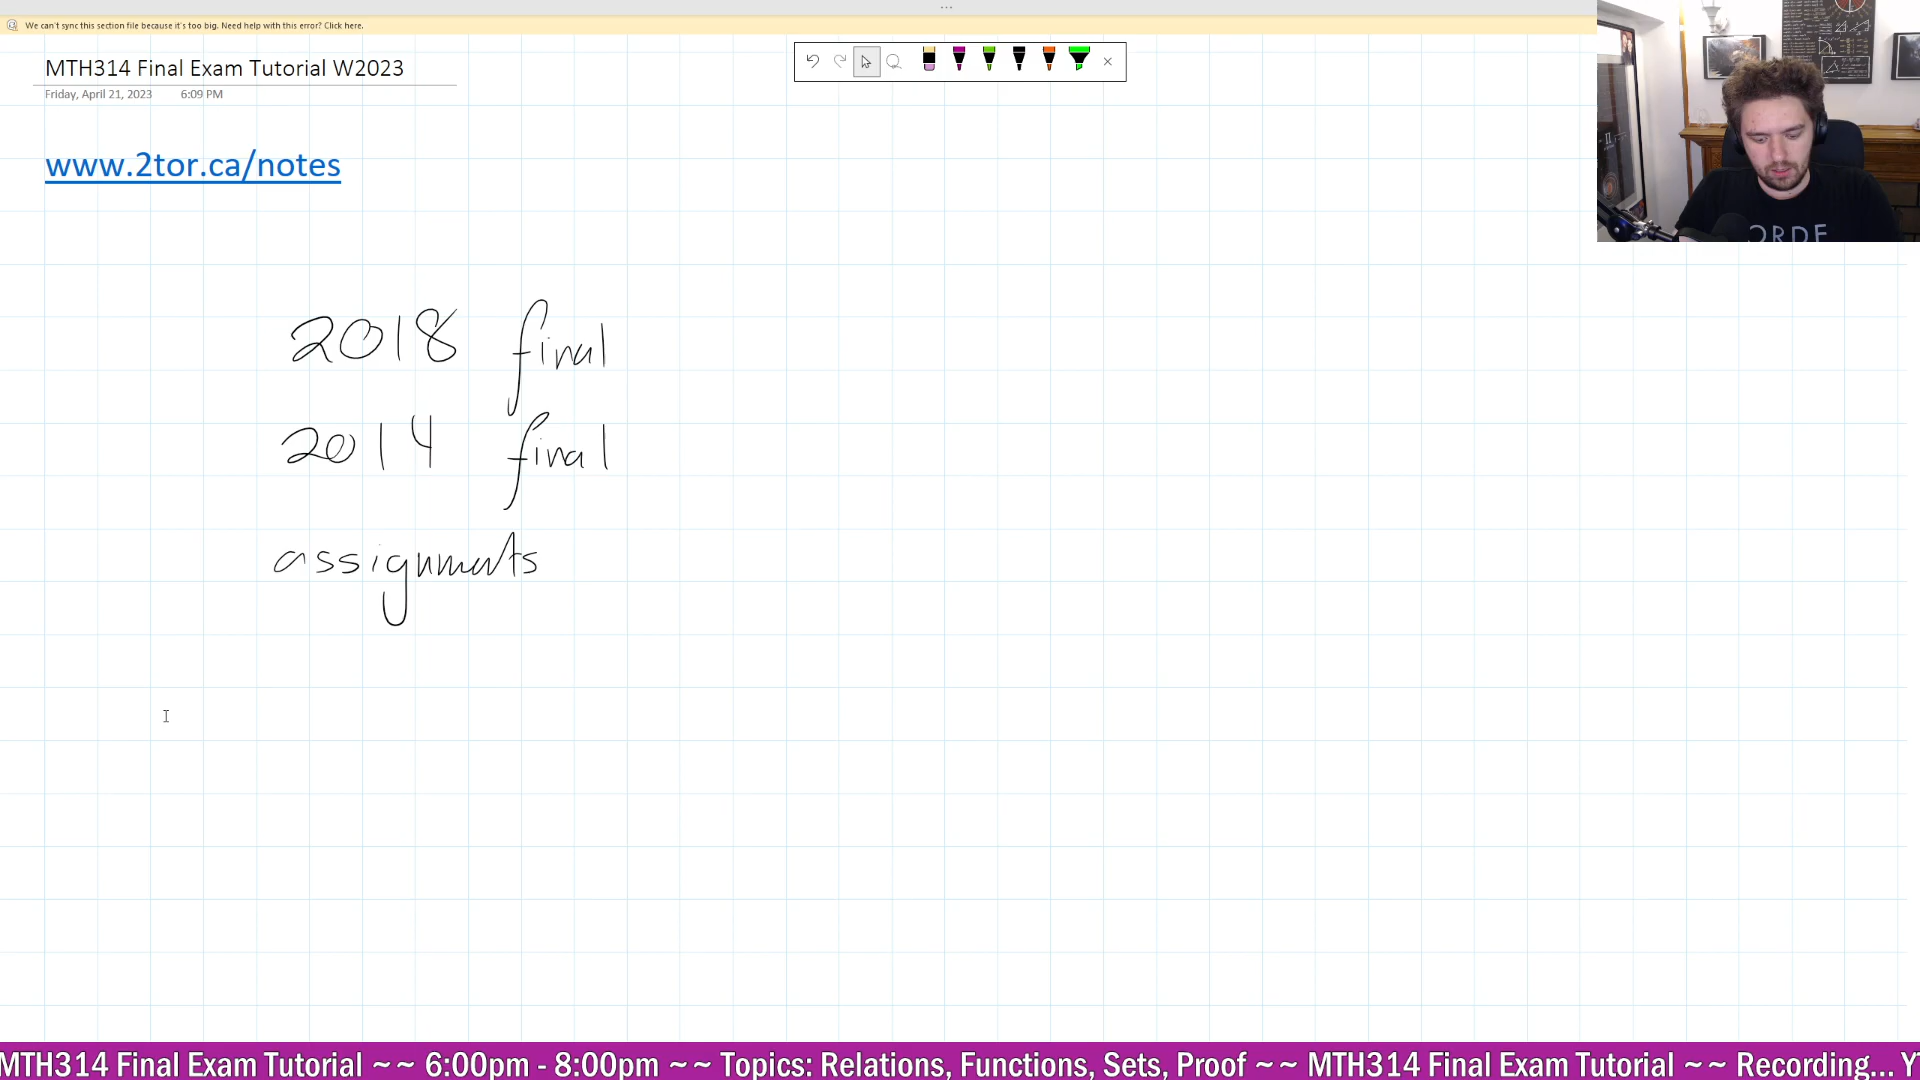 We can't sync this section file because it's too big. Need help with this error? Click here.
MTH314 Final Exam Tutorial W2023
Friday, April 21, 2023 6:09 PM
www.2tor.ca/notes
2018 final
2014 final
assignments
MTH314 Final Exam Tutorial ~~ 6:00pm - 8:00pm ~~ Topics: Relations, Functions, Sets, Proof ~~ MTH314 Final Exam Tutorial ~~ Recording... Y